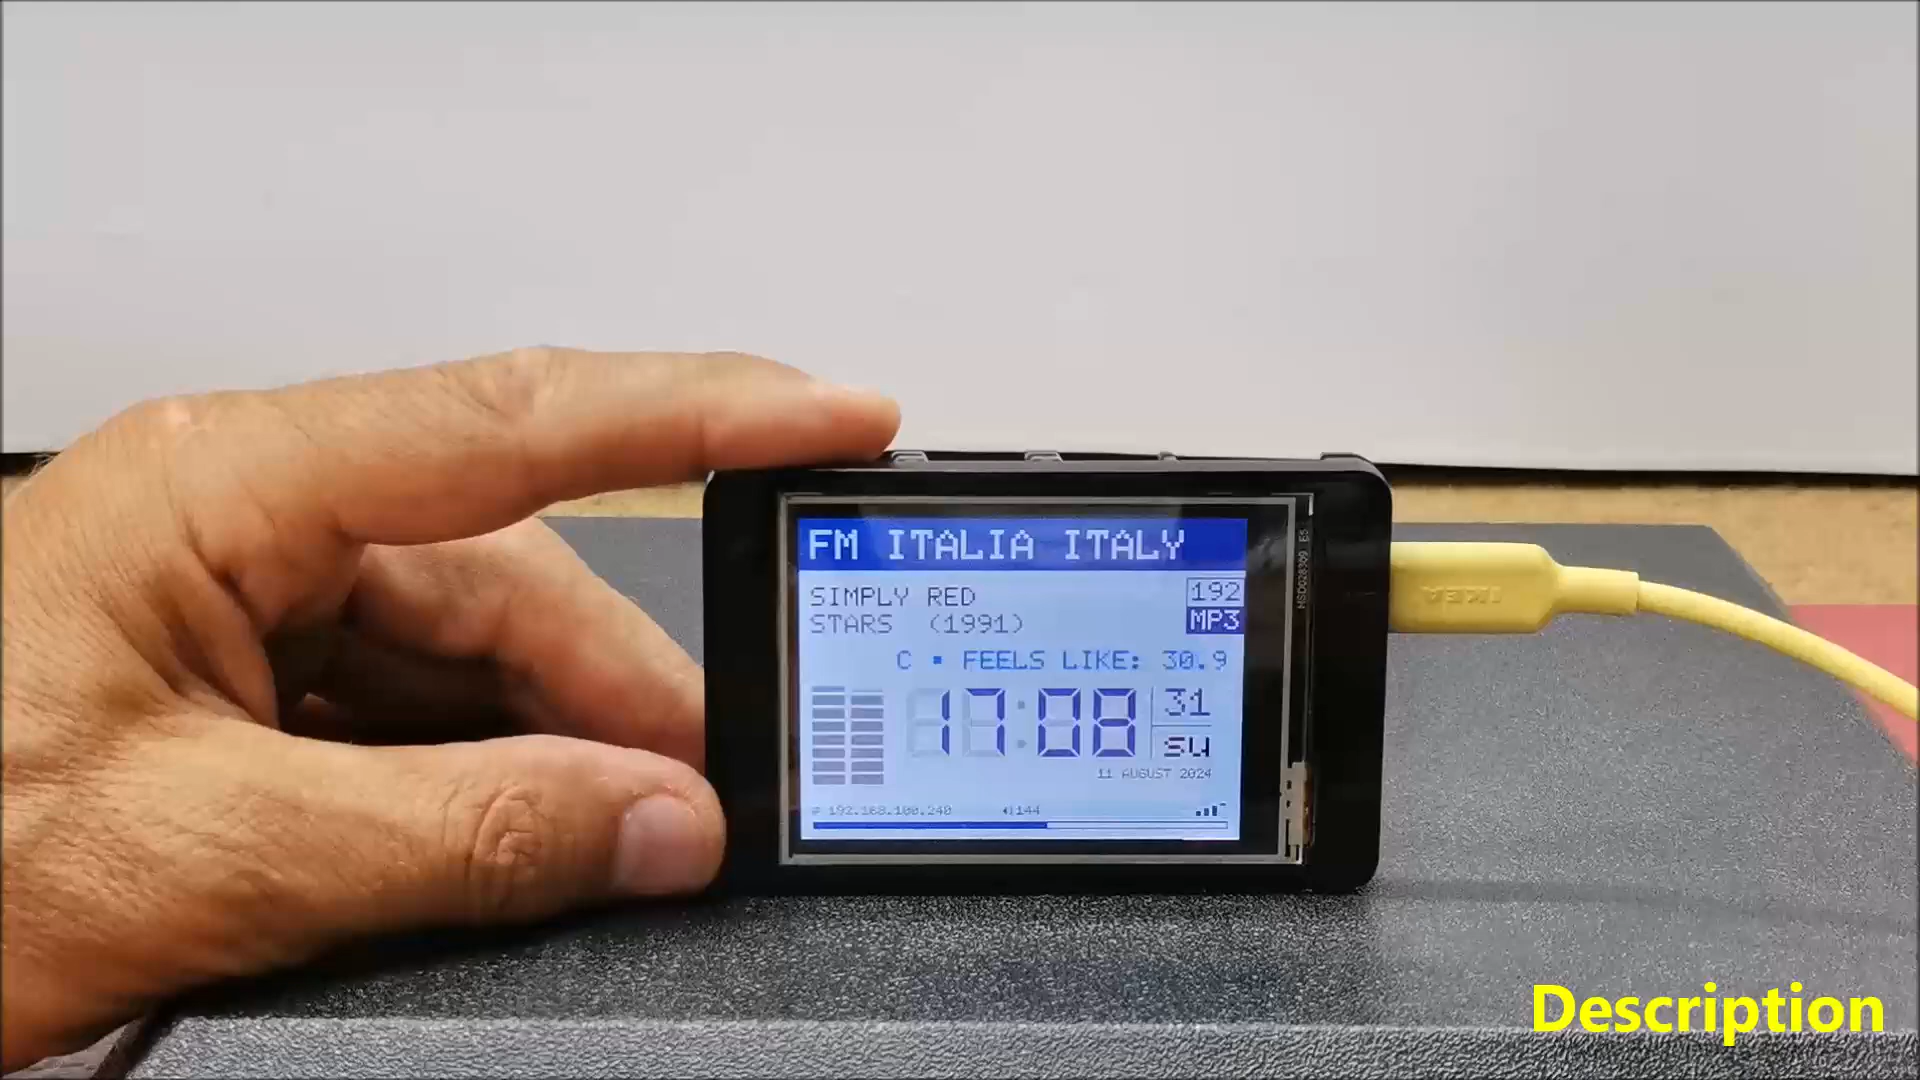 FM ITALIA ITALY
SIMPLY RED
192
STARS (1991)
MP3
C ▪ FEELS LIKE: 30.9
17:08
31
su
11 AUGUST 2024
192.168.100.240
144
IKEA
Description